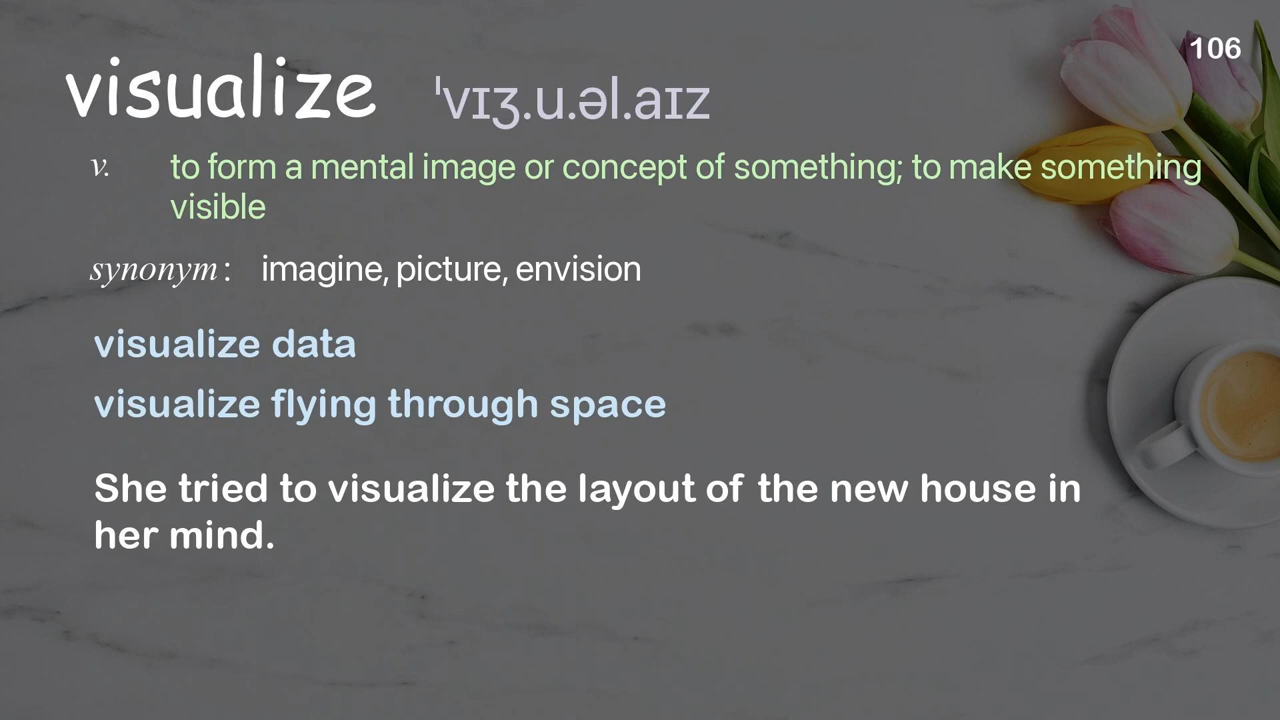 106
visualize ˈvɪʒ.u.əl.aɪz
v. to form a mental image or concept of something; to make something
visible
synonym: imagine, picture, envision
visualize data
visualize flying through space
She tried to visualize the layout of the new house in
her mind.